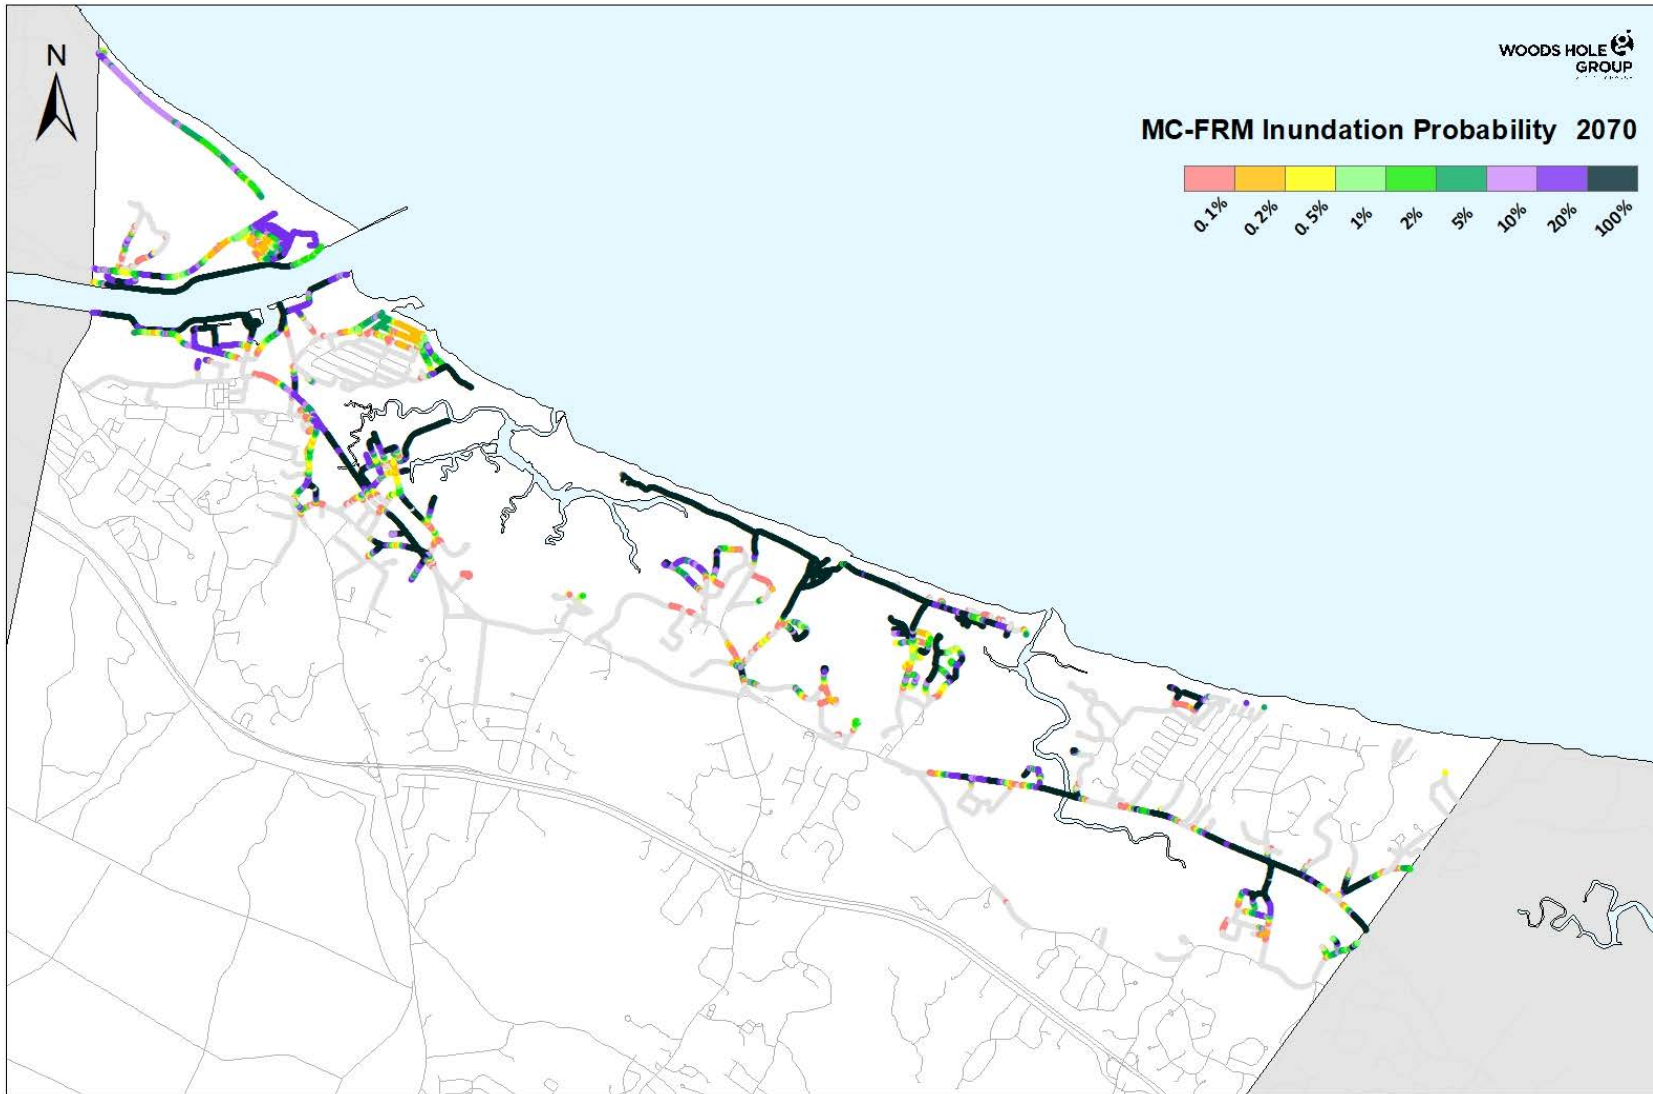 N
WOODS HOLE
GROUP
MC-FRM Inundation Probability 2070
0.1%
0.2%
0.5%
1%
2%
5%
10%
20%
100%